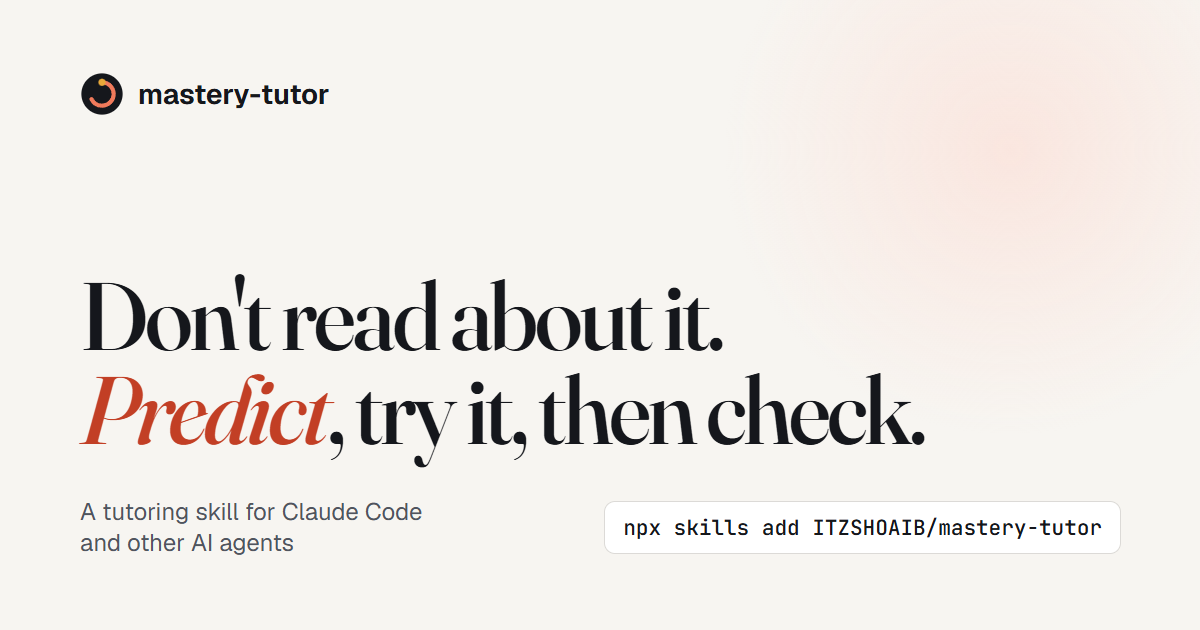 mastery-tutor
Don't read about it.
Predict, try it, then check.
A tutoring skill for Claude Code
and other AI agents
npx skills add ITZSHOAIB/mastery-tutor